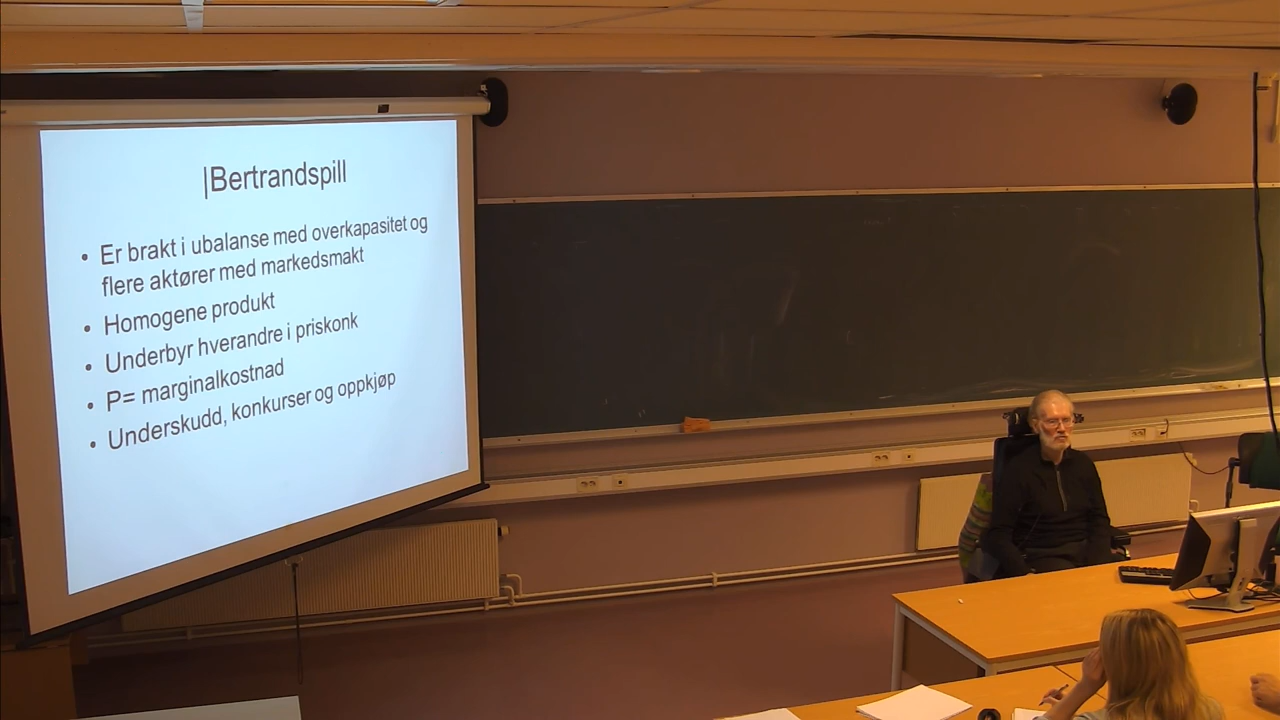 |Bertrandspill
• Er brakt i ubalanse med overkapasitet og
flere aktører med markedsmakt
• Homogene produkt
• Underbyr hverandre i priskonk
• P= marginalkostnad
• Underskudd, konkurser og oppkjøp